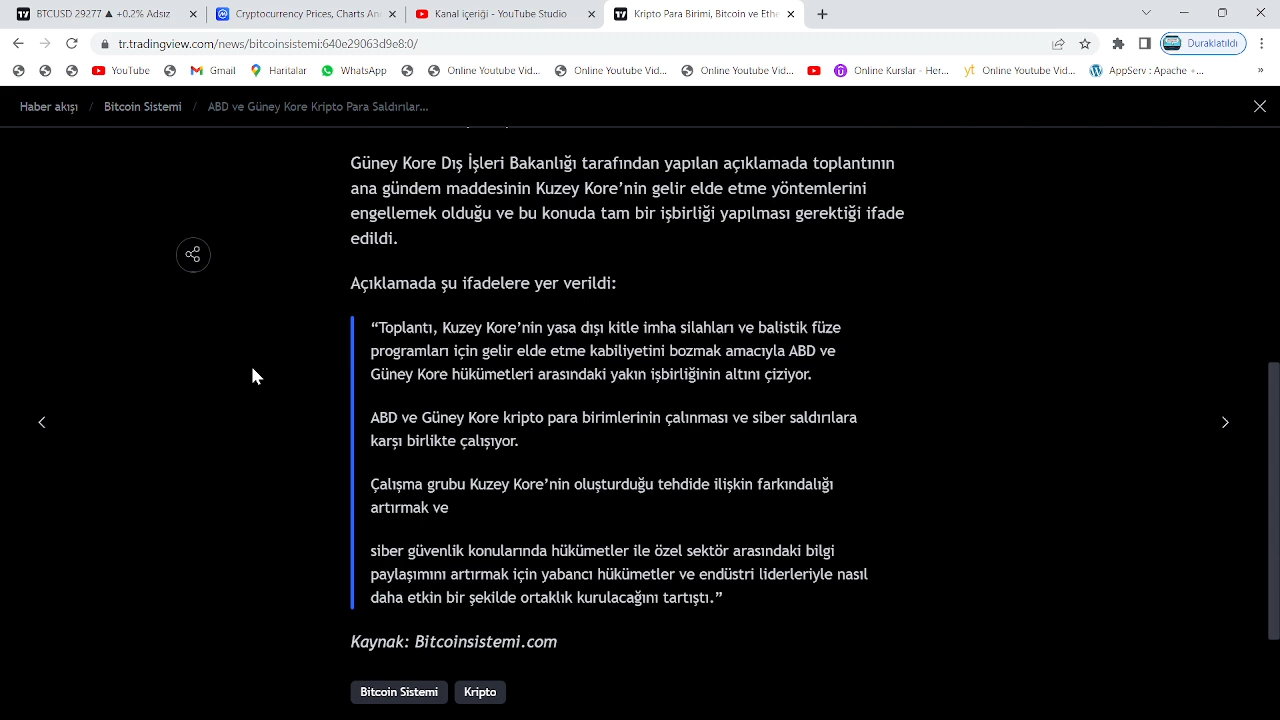 BTCUSD 29277 ▲ +0.2% Adsız
Cryptocurrency Prices, Charts An
Kanal içeriği - YouTube Studio
Kripto Para Birimi, Bitcoin ve Ethe
tr.tradingview.com/news/bitcoinsistemi:640e29063d9e8:0/
Duraklatıldı
YouTube
Gmail
Haritalar
WhatsApp
Online Youtube Vid...
Online Youtube Vid...
Online Youtube Vid...
Online Kurslar - Her...
Online Youtube Vid...
AppServ : Apache +...
Haber akışı / Bitcoin Sistemi / ABD ve Güney Kore Kripto Para Saldırılar...
Güney Kore Dış İşleri Bakanlığı tarafından yapılan açıklamada toplantının
ana gündem maddesinin Kuzey Kore’nin gelir elde etme yöntemlerini
engellemek olduğu ve bu konuda tam bir işbirliği yapılması gerektiği ifade
edildi.
Açıklamada şu ifadelere yer verildi:
“Toplantı, Kuzey Kore’nin yasa dışı kitle imha silahları ve balistik füze
programları için gelir elde etme kabiliyetini bozmak amacıyla ABD ve
Güney Kore hükümetleri arasındaki yakın işbirliğinin altını çiziyor.
ABD ve Güney Kore kripto para birimlerinin çalınması ve siber saldırılara
karşı birlikte çalışıyor.
Çalışma grubu Kuzey Kore’nin oluşturduğu tehdide ilişkin farkındalığı
artırmak ve
siber güvenlik konularında hükümetler ile özel sektör arasındaki bilgi
paylaşımını artırmak için yabancı hükümetler ve endüstri liderleriyle nasıl
daha etkin bir şekilde ortaklık kurulacağını tartıştı.”
Kaynak: Bitcoinsistemi.com
Bitcoin Sistemi
Kripto